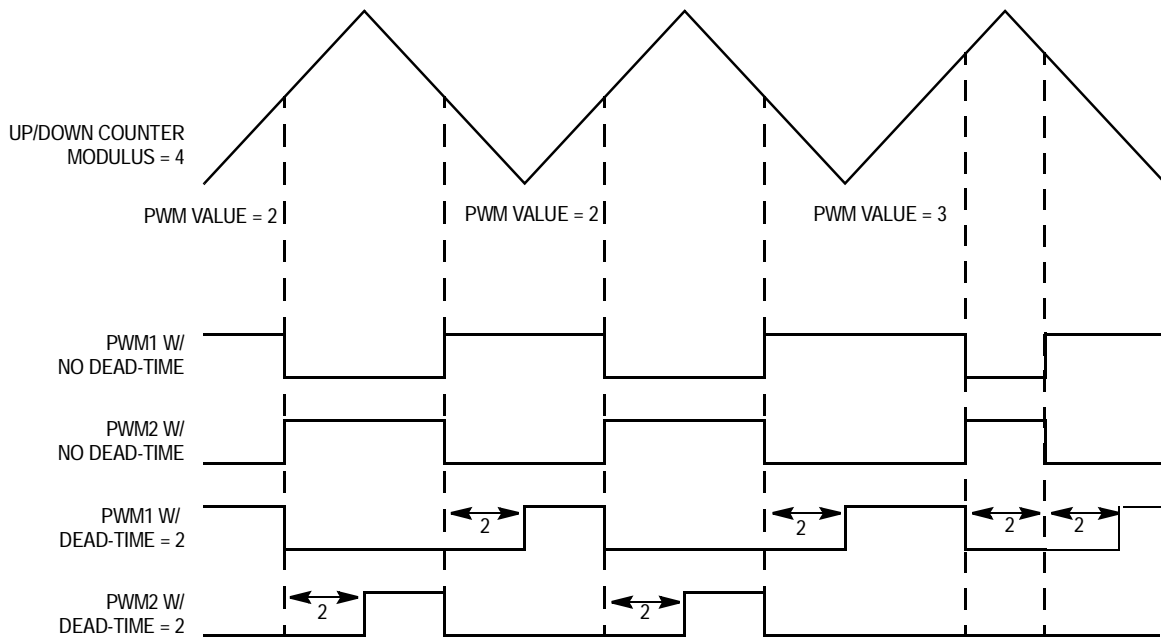 UP/DOWN COUNTER
MODULUS = 4
PWM VALUE = 2
PWM VALUE = 2
PWM VALUE = 3
PWM1 W/
NO DEAD-TIME
PWM2 W/
NO DEAD-TIME
PWM1 W/
DEAD-TIME = 2
2
2
2
2
PWM2 W/
DEAD-TIME = 2
2
2